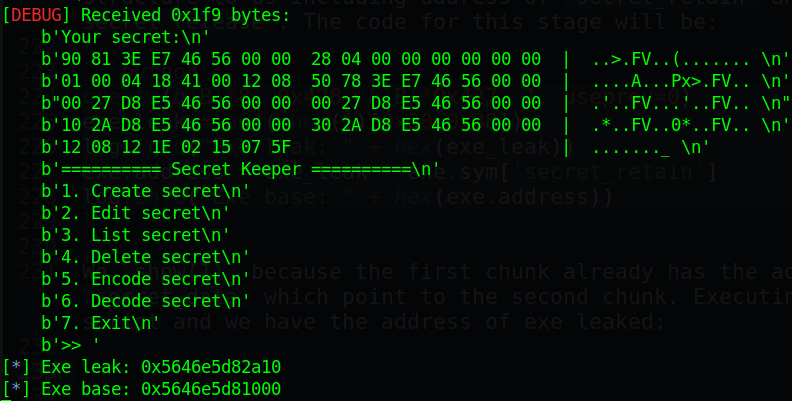 [DEBUG] Received 0x1f9 bytes:
b'Your secret:\n'
b'90 81 3E E7 46 56 00 00  28 04 00 00 00 00 00 00  |  ..>.FV..(....... \n'
b'01 00 04 18 41 00 12 08  50 78 3E E7 46 56 00 00  |  ....A...Px>.FV.. \n'
b"00 27 D8 E5 46 56 00 00  00 27 D8 E5 46 56 00 00  |  .'..FV...'..FV.. \n"
b'10 2A D8 E5 46 56 00 00  30 2A D8 E5 46 56 00 00  |  .*..FV..0*..FV.. \n'
b'12 08 12 1E 02 15 07 5F                           |  ......._ \n'
b'========== Secret Keeper ==========\n'
b'1. Create secret\n'
b'2. Edit secret\n'
b'3. List secret\n'
b'4. Delete secret\n'
b'5. Encode secret\n'
b'6. Decode secret\n'
b'7. Exit\n'
b'>> '
[*] Exe leak: 0x5646e5d82a10
[*] Exe base: 0x5646e5d81000